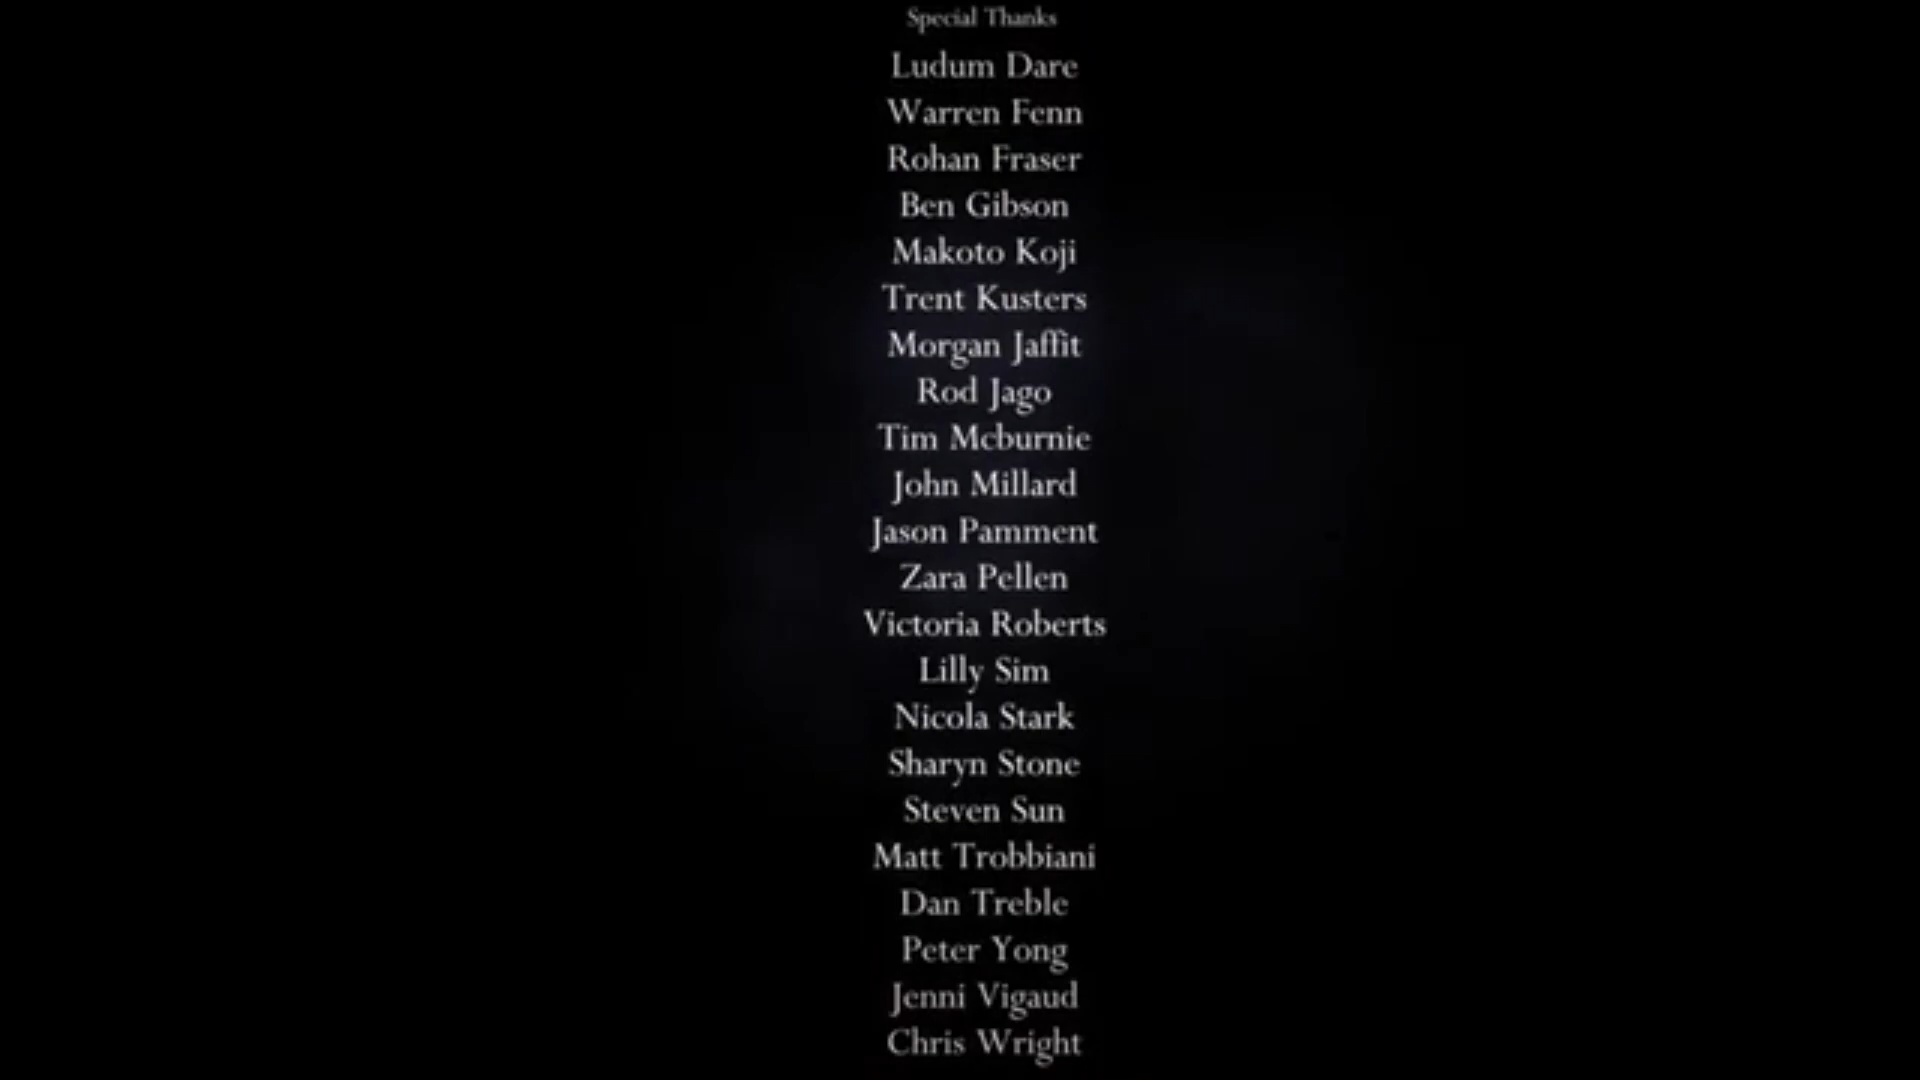 Special Thanks
Ludum Dare
Warren Fenn
Rohan Fraser
Ben Gibson
Makoto Koji
Trent Kusters
Morgan Jaffit
Rod Jago
Tim Mcburnie
John Millard
Jason Pamment
Zara Pellen
Victoria Roberts
Lilly Sim
Nicola Stark
Sharyn Stone
Steven Sun
Matt Trobbiani
Dan Treble
Peter Yong
Jenni Vigaud
Chris Wright